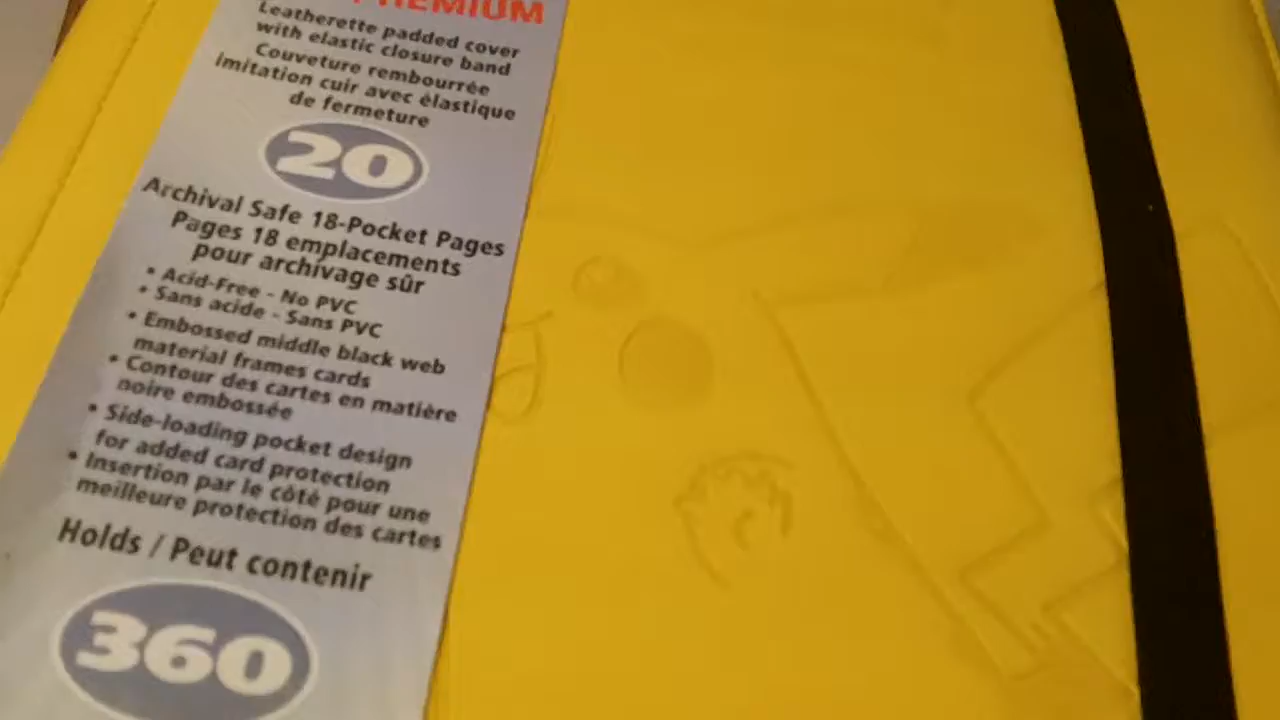 PREMIUM
Leatherette padded cover
with elastic closure band
Couveture rembourrée
Imitation cuir avec élastique
de fermeture
20
Archival Safe 18-Pocket Pages
Pages 18 emplacements
pour archivage sûr
• Acid-Free - No PVC
• Sans acide - Sans PVC
• Embossed middle black web
material frames cards
• Contour des cartes en matière
noire embossée
• Side-loading pocket design
for added card protection
• Insertion par le côté pour une
meilleure protection des cartes
Holds / Peut contenir
360